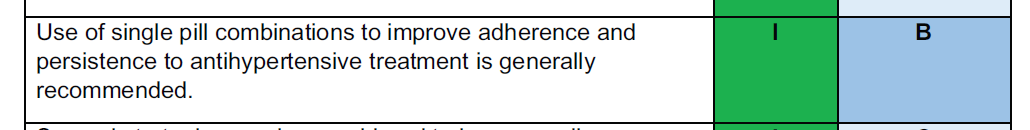 Use of single pill combinations to improve adherence and I B
persistence to antihypertensive treatment is generally
recommended.